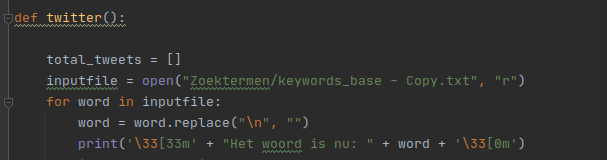 def twitter():
total_tweets = []
inputfile = open("Zoektermen/keywords_base - Copy.txt", "r")
for word in inputfile:
word = word.replace("\n", "")
print('\33[33m' + "Het woord is nu: " + word + '\33[0m')